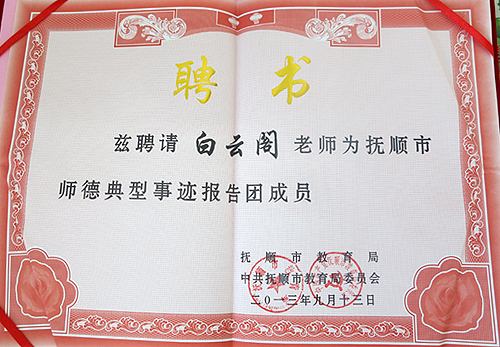 聘书
兹聘请 白云阁 老师为抚顺市
师德典型事迹报告团成员
抚顺市教育局
中共抚顺市教育局委员会
二〇一三年九月十三日